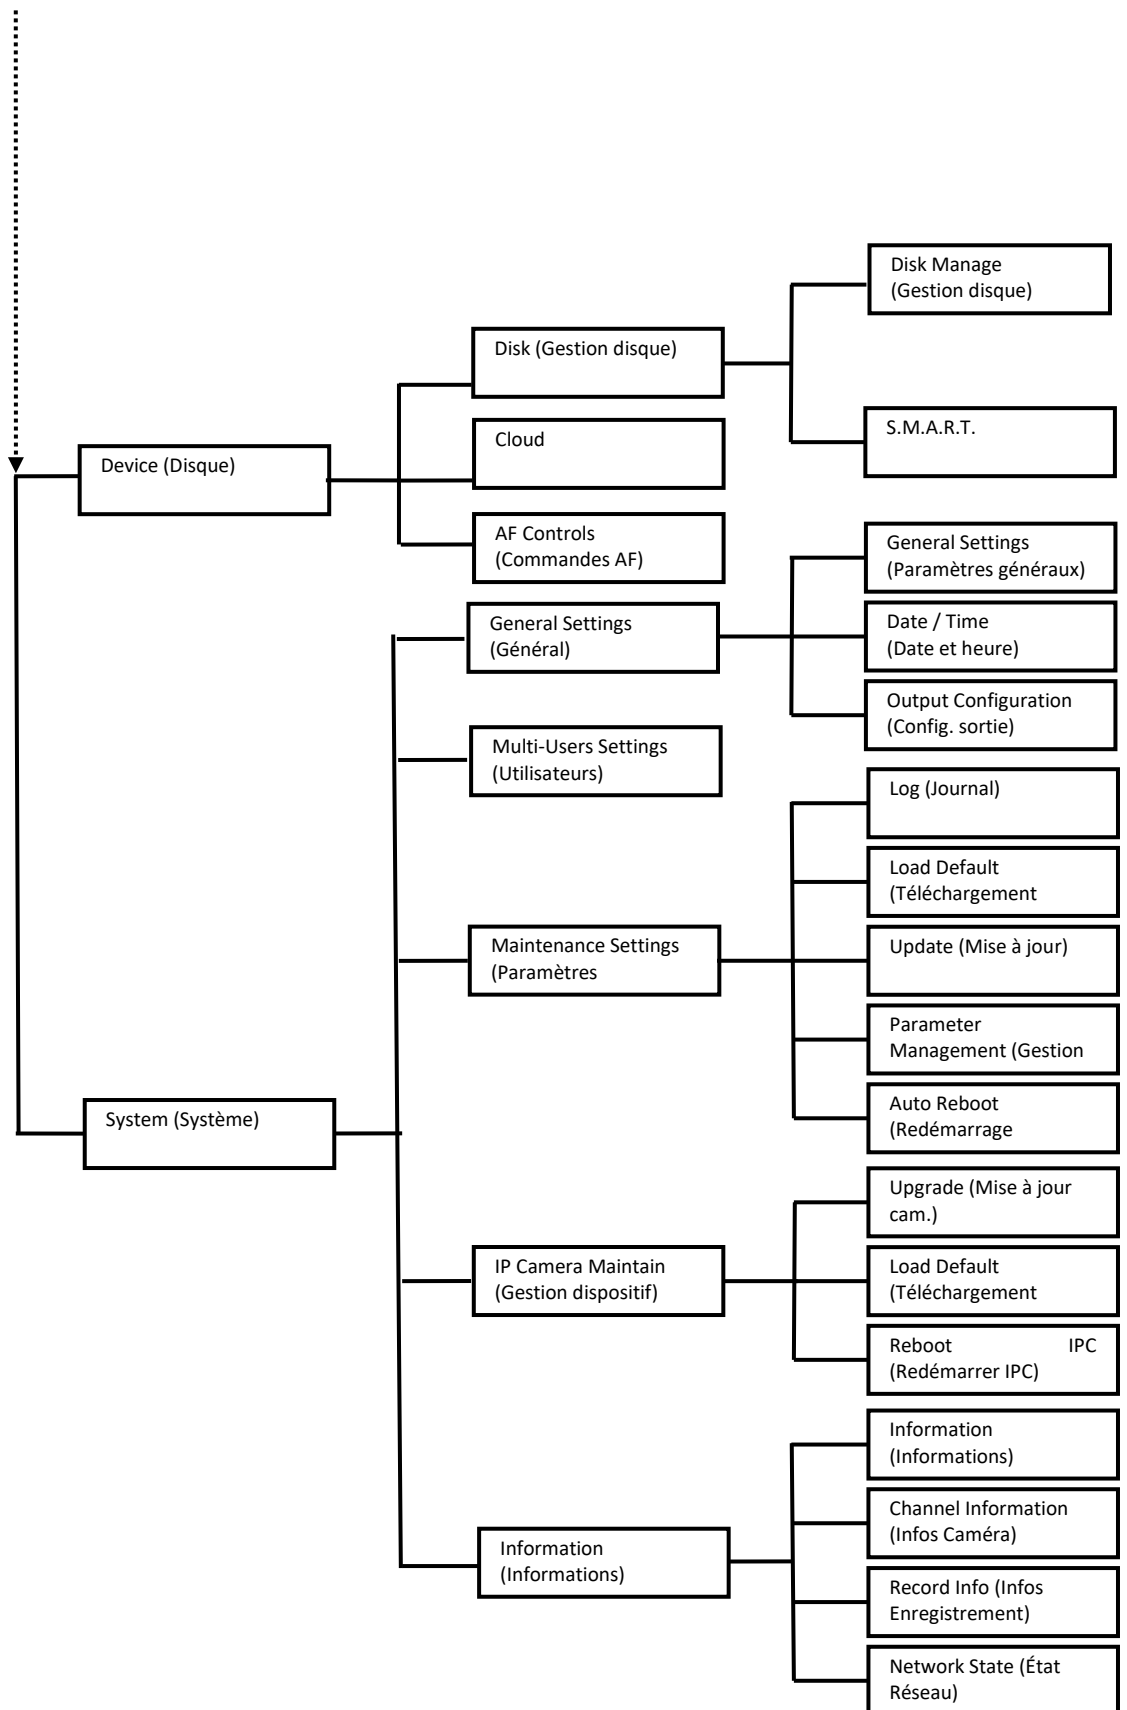 Disk Manage
(Gestion disque)
Disk (Gestion disque)
S.M.A.R.T.
Cloud
Device (Disque)
AF Controls
(Commandes AF)
General Settings
(Paramètres généraux)
General Settings
(Général)
Date / Time
(Date et heure)
Output Configuration
(Config. sortie)
Multi-Users Settings
(Utilisateurs)
Log (Journal)
Load Default
(Téléchargement
Maintenance Settings
(Paramètres
Update (Mise à jour)
Parameter
Management (Gestion
Auto Reboot
(Redémarrage
System (Système)
Upgrade (Mise à jour
cam.)
IP Camera Maintain
(Gestion dispositif)
Load Default
(Téléchargement
Reboot IPC
(Redémarrer IPC)
Information
(Informations)
Channel Information
(Infos Caméra)
Information
(Informations)
Record Info (Infos
Enregistrement)
Network State (État
Réseau)